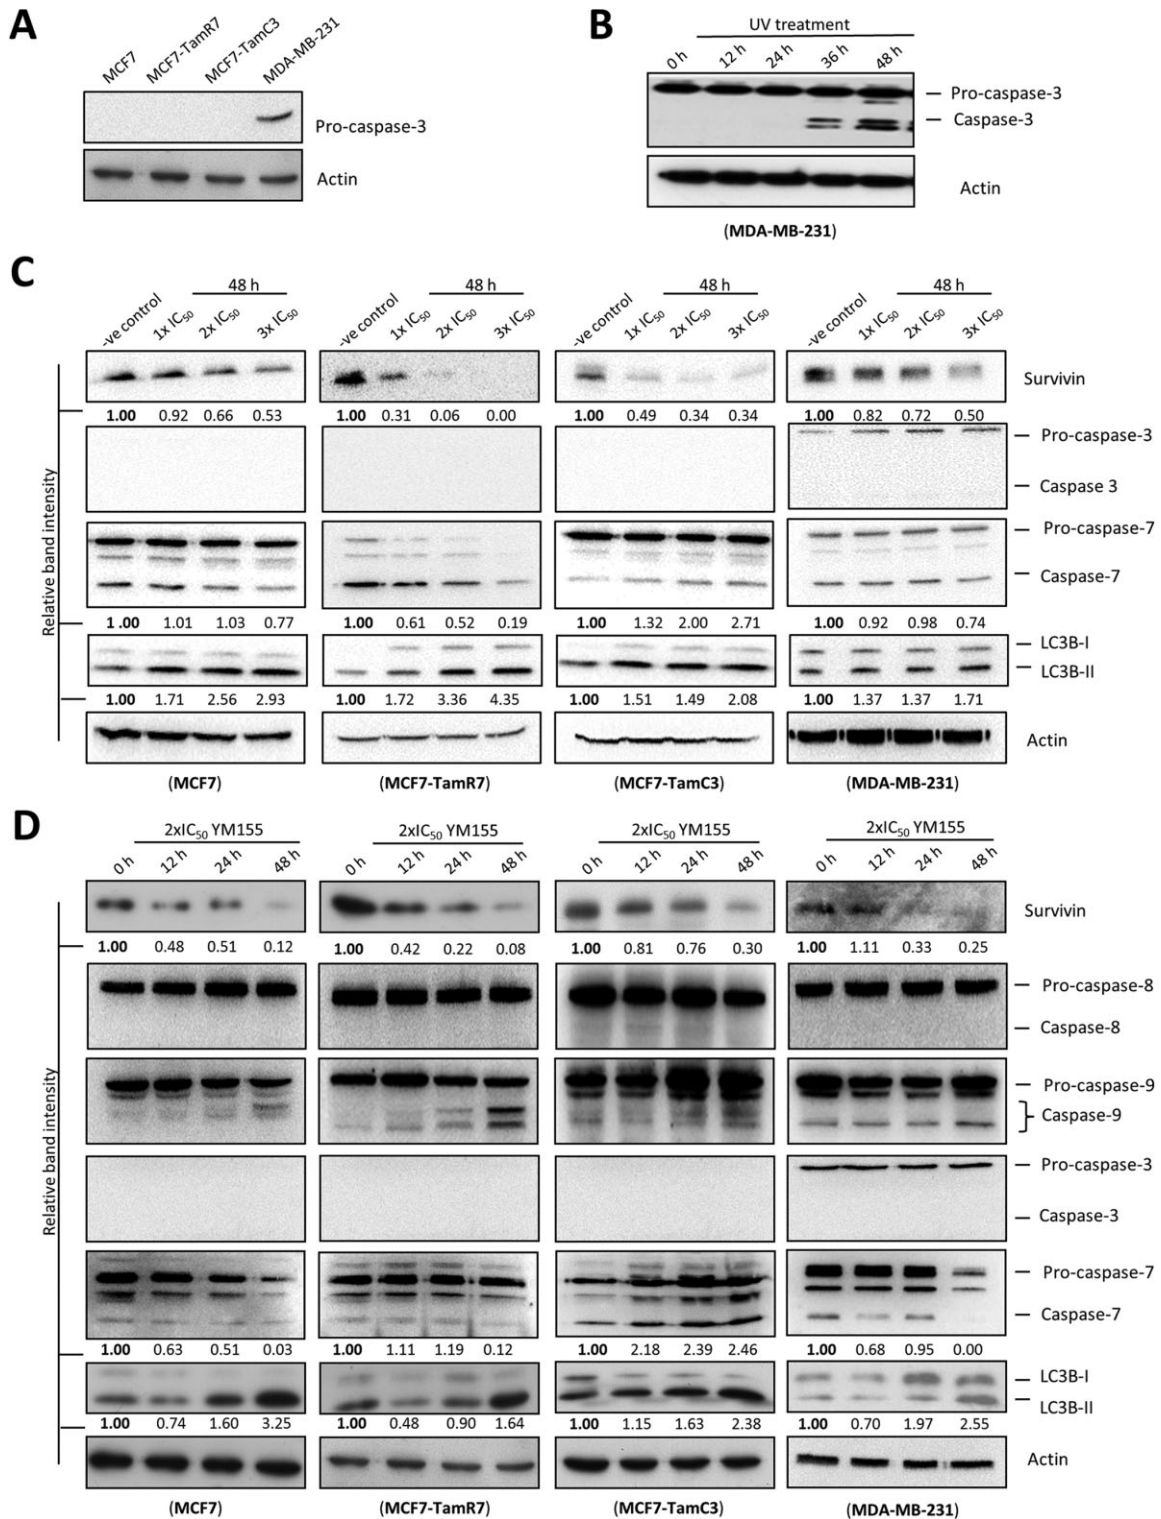 A
MCF7
MCF7-TamR7
MCF7-TamC3
MDA-MB-231
Pro-caspase-3
Actin
B
UV treatment
0 h 12 h 24 h 36 h 48 h
Pro-caspase-3
Caspase-3
Actin
(MDA-MB-231)
C
48 h 48 h 48 h 48 h
-ve control 1x IC50 2x IC50 3x IC50 -ve control 1x IC50 2x IC50 3x IC50 -ve control 1x IC50 2x IC50 3x IC50 -ve control 1x IC50 2x IC50 3x IC50
Relative band intensity
Survivin
1.00 0.92 0.66 0.53 1.00 0.31 0.06 0.00 1.00 0.49 0.34 0.34 1.00 0.82 0.72 0.50
Pro-caspase-3
Caspase 3
Pro-caspase-7
Caspase-7
1 .00 1.01 1.03 0.77 1.00 0.61 0.52 0.19 1.00 1.32 2.00 2.71 1.00 0.92 0.98 0.74
LC3B-I
LC3B-II
1.00 1.71 2.56 2.93 1.00 1.72 3.36 4.35 1.00 1.51 1.49 2.08 1.00 1.37 1.37 1.71
Actin
(MCF7) (MCF7-TamR7) (MCF7-TamC3) (MDA-MB-231)
D
2xIC50 YM155 2xIC50 YM155 2xIC50 YM155 2xIC50 YM155
0 h 12 h 24 h 48 h 0 h 12 h 24 h 48 h 0 h 12 h 24 h 48 h 0 h 12 h 24 h 48 h
Relative band intensity
Survivin
1.00 0.48 0.51 0.12 1.00 0.42 0.22 0.08 1.00 0.81 0.76 0.30 1.00 1.11 0.33 0.25
Pro-caspase-8
Caspase-8
Pro-caspase-9
Caspase-9
Pro-caspase-3
Caspase-3
Pro-caspase-7
Caspase-7
1.00 0.63 0.51 0.03 1.00 1.11 1.19 0.12 1.00 2.18 2.39 2.46 1.00 0.68 0.95 0.00
LC3B-I
LC3B-II
1.00 0.74 1.60 3.25 1.00 0.48 0.90 1.64 1.00 1.15 1.63 2.38 1.00 0.70 1.97 2.55
Actin
(MCF7) (MCF7-TamR7) (MCF7-TamC3) (MDA-MB-231)